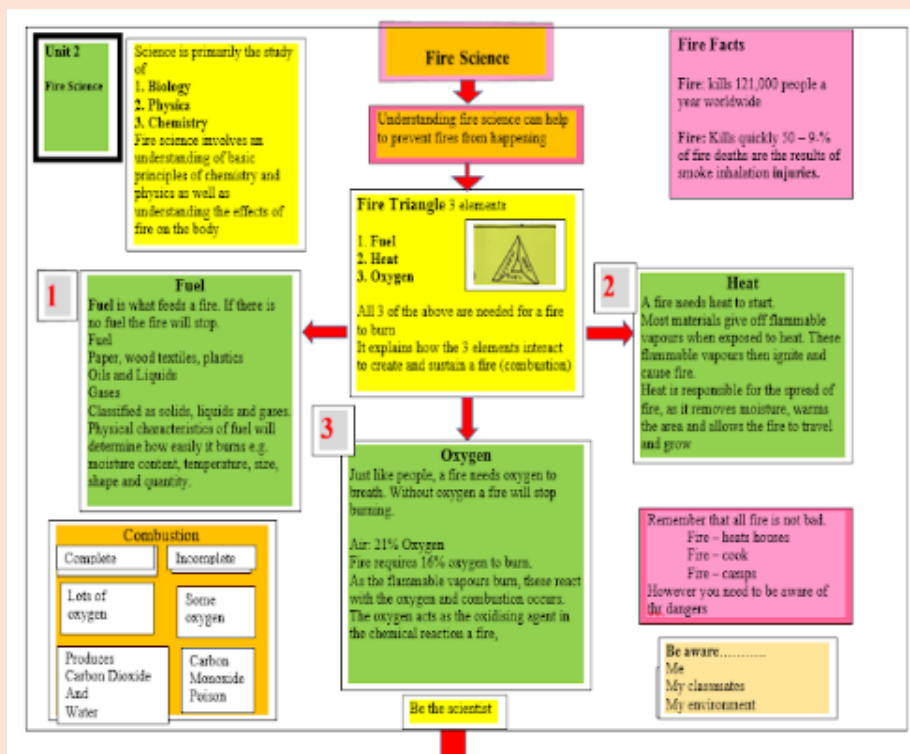 Unit 2
Fire Science
Science is primarily the study
of
1. Biology
2. Physics
3. Chemistry
Fire science involves an
understanding of basic
principles of chemistry and
physics as well as
understanding the effects of
fire on the body
Fire Science
Understanding fire science can help
to prevent fires from happening
Fire Facts
Fire: kills 121,000 people a
year worldwide
Fire: Kills quickly 50 – 9-%
of fire deaths are the results of
smoke inhalation injuries.
Fire Triangle 3 elements
1. Fuel
2. Heat
3. Oxygen
All 3 of the above are needed for a fire
to burn
It explains how the 3 elements interact
to create and sustain a fire (combustion)
1
Fuel
Fuel is what feeds a fire. If there is
no fuel the fire will stop.
Fuel
Paper, wood textiles, plastics
Oils and Liquids
Gases
Classified as solids, liquids and gases.
Physical characteristics of fuel will
determine how easily it burns e.g.
moisture content, temperature, size,
shape and quantity.
2
Heat
A fire needs heat to start.
Most materials give off flammable
vapours when exposed to heat. These
flammable vapours then ignite and
cause fire.
Heat is responsible for the spread of
fire, as it removes moisture, warms
the area and allows the fire to travel
and grow
3
Oxygen
Just like people, a fire needs oxygen to
breath. Without oxygen a fire will stop
burning.
Air: 21% Oxygen
Fire requires 16% oxygen to burn.
As the flammable vapours burn, these react
with the oxygen and combustion occurs.
The oxygen acts as the oxidising agent in
the chemical reaction a fire,
Combustion
Complete
Incomplete
Lots of
oxygen
Some
oxygen
Produces
Carbon Dioxide
And
Water
Carbon
Monoxide
Poison
Remember that all fire is not bad.
Fire – heats houses
Fire – cook
Fire – camps
However you need to be aware of
thr dangers
Be aware.............
Me
My classmates
My environment
Be the scientist